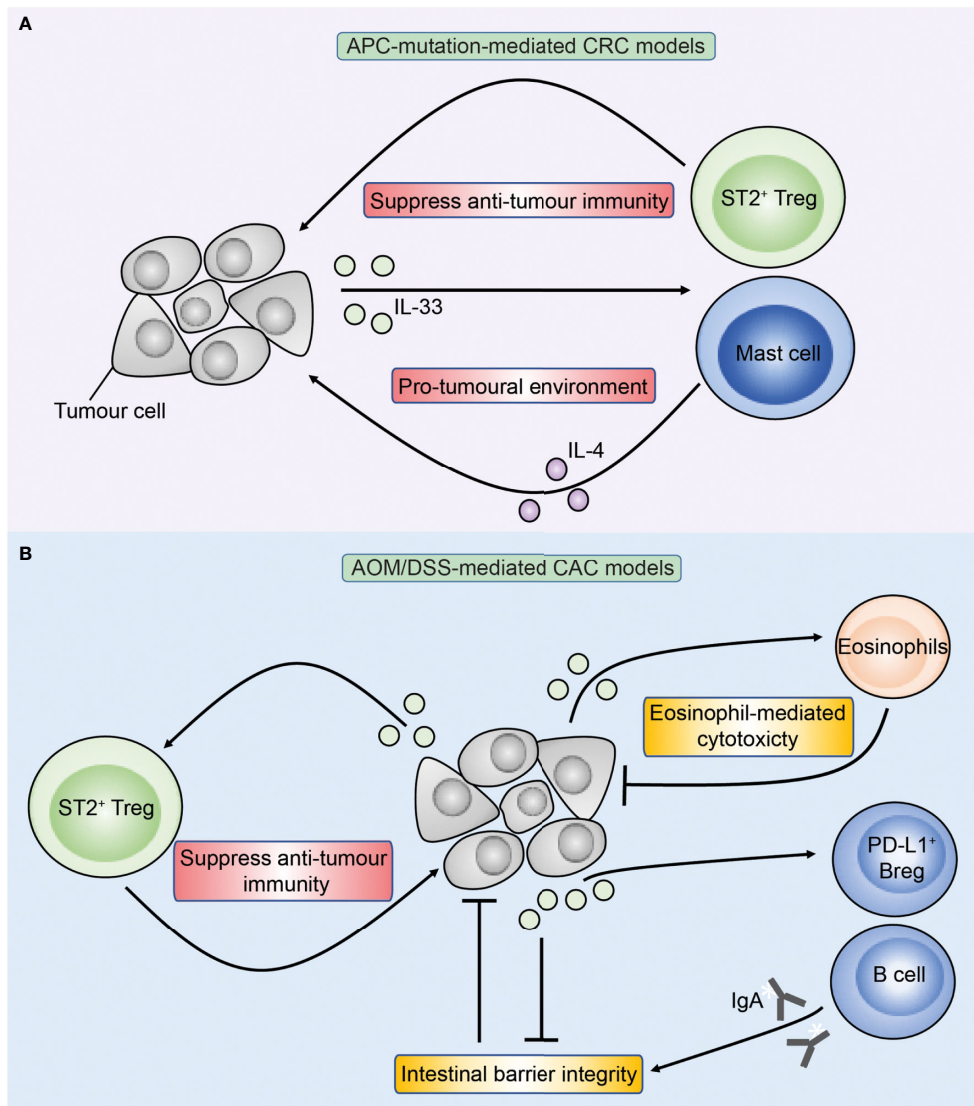 A
APC-mutation-mediated CRC models
Suppress anti-tumour immunity
ST2⁺ Treg
IL-33
Mast cell
Pro-tumoural environment
Tumour cell
IL-4
B
AOM/DSS-mediated CAC models
Eosinophils
Eosinophil-mediated
cytotoxicty
ST2⁺ Treg
Suppress anti-tumour
immunity
PD-L1⁺
Breg
B cell
IgA
Intestinal barrier integrity